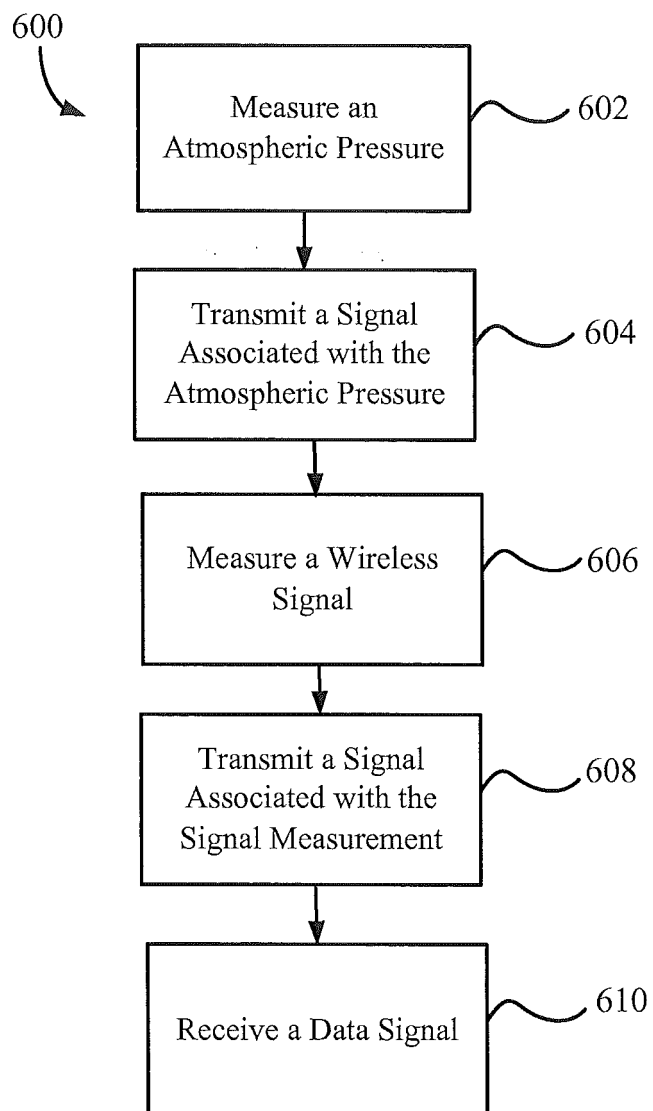 600
Measure an
Atmospheric Pressure
602
Transmit a Signal
Associated with the
Atmospheric Pressure
604
Measure a Wireless
Signal
606
Transmit a Signal
Associated with the
Signal Measurement
608
Receive a Data Signal
610